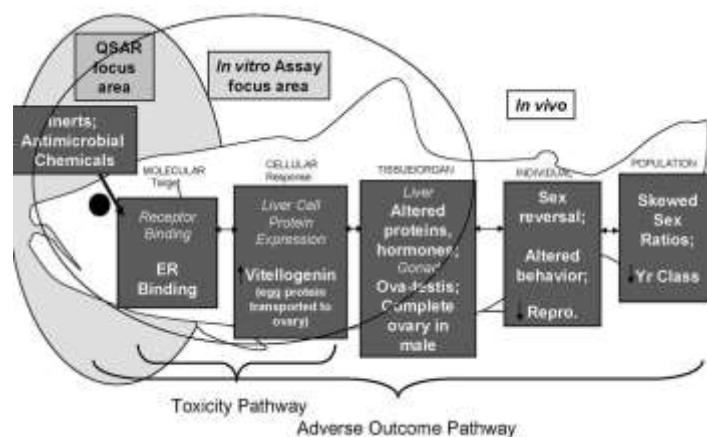 QSAR
focus
area
In vitro Assay
focus area
In vivo
Inerts;
Antimicrobial
Chemicals
MOLECULAR
Target
Receptor
Binding
ER
Binding
CELLULAR
Response
Liver Cell
Protein
Expression
Vitellogenin
(egg protein
transported to
ovary)
TISSUE/ORGAN
Liver
Altered
proteins,
hormones;
Gonad
Ova-testis;
Complete
ovary in
male
INDIVIDUAL
Sex
reversal;
Altered
behavior;
Repro.
POPULATION
Skewed
Sex
Ratios;
Yr Class
Toxicity Pathway
Adverse Outcome Pathway